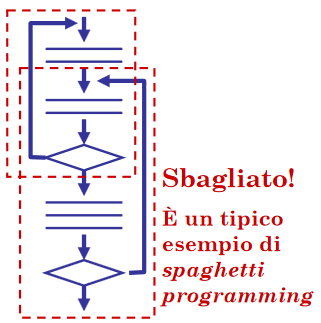 Sbagliato!
È un tipico
esempio di
spaghetti
programming